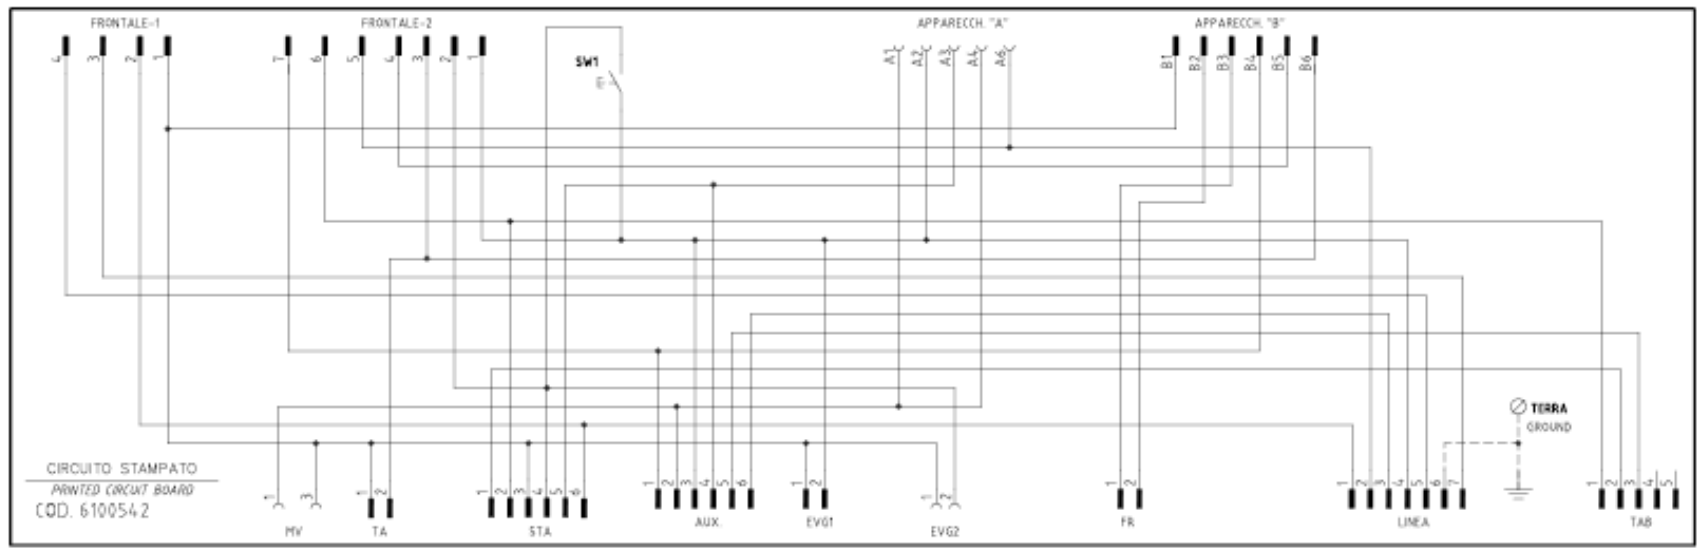 FRONTALE-1
FRONTALE-2
APPARECCH. "A"
APPARECCH. "B"
4 3 2 1
7 6 5 4 3 2 1
SW1
A1 A2 A3 A4 A6
B1 B2 B3 B4 B5 B6
TERRA
GROUND
CIRCUITO STAMPATO
PRINTED CIRCUIT BOARD
COD. 6100542
1 3
MV
1 2
TA
1 2 3 4 5 6
STA
1 2 3 4 5 6
AUX.
1 2
EVG1
1 2
EVG2
1 2
FR
1 2 3 4 5 6 7
LINEA
1 2 3 4 5
TAB